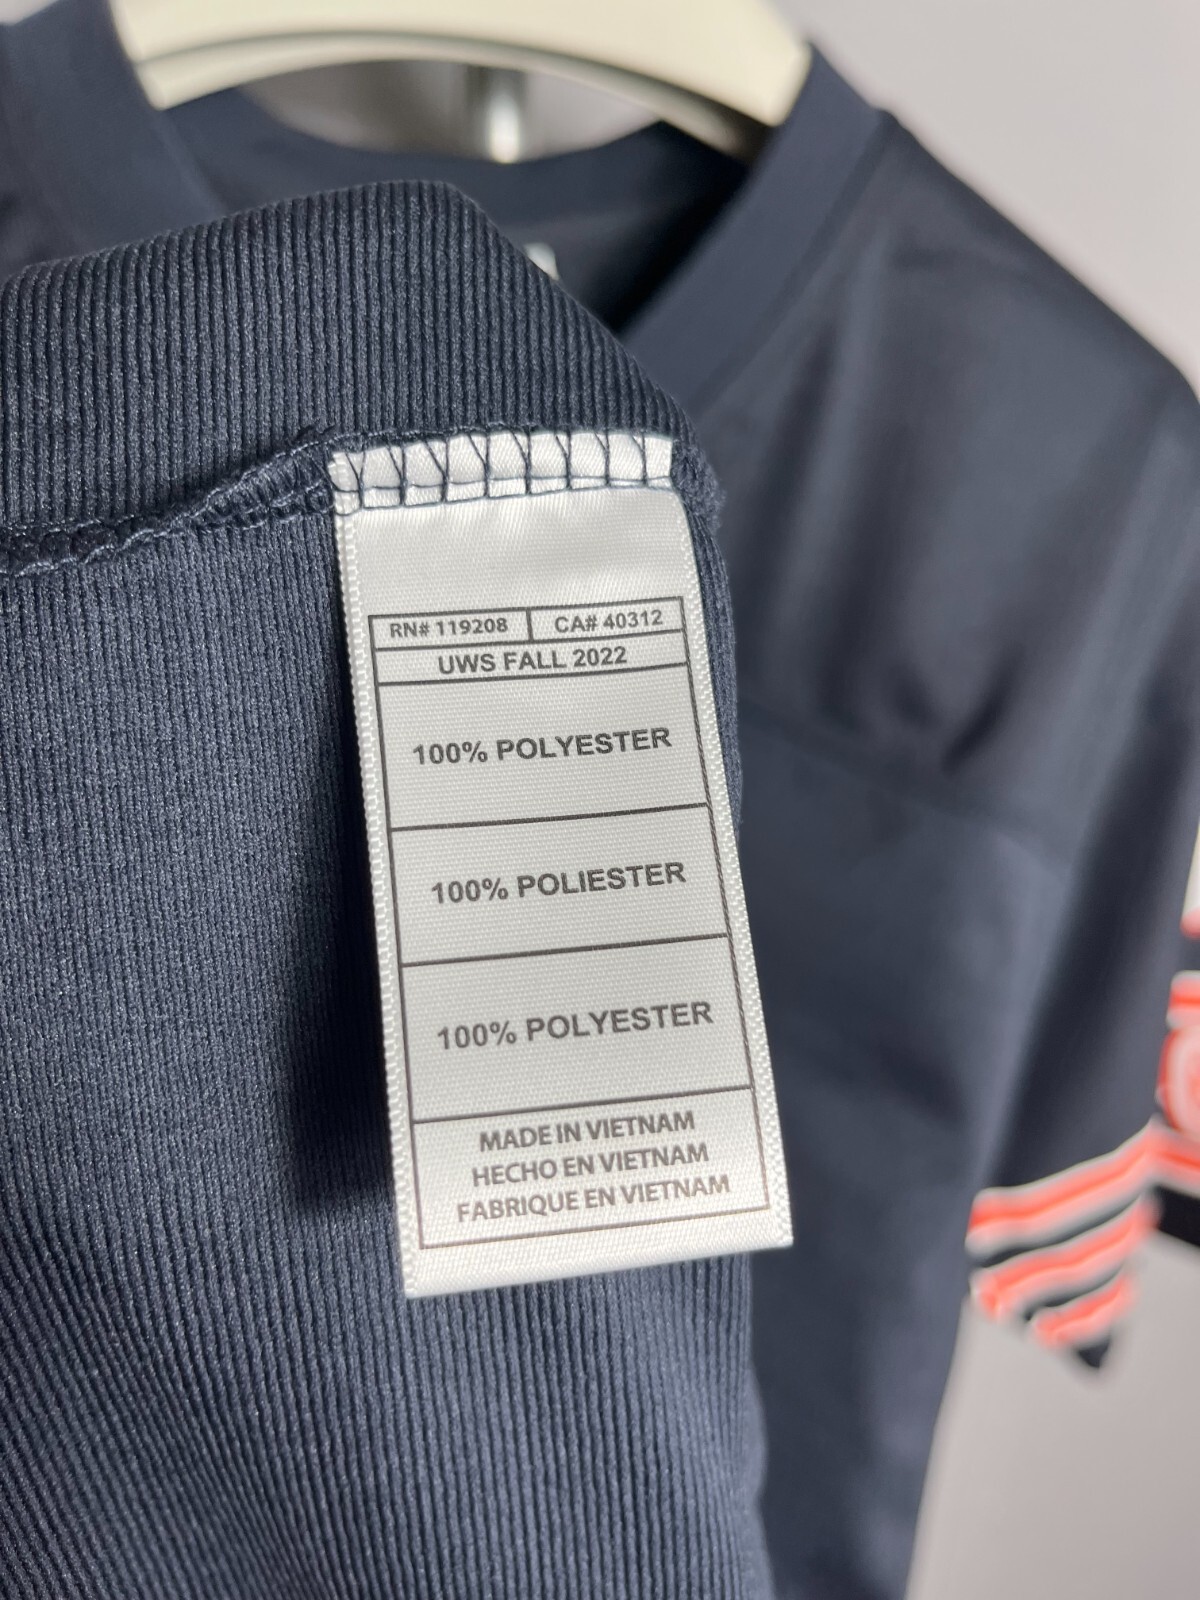 RN# 119208 CA# 40312
UWS FALL 2022
100% POLYESTER
100% POLIESTER
100% POLYESTER
MADE IN VIETNAM
HECHO EN VIETNAM
FABRIQUE EN VIETNAM